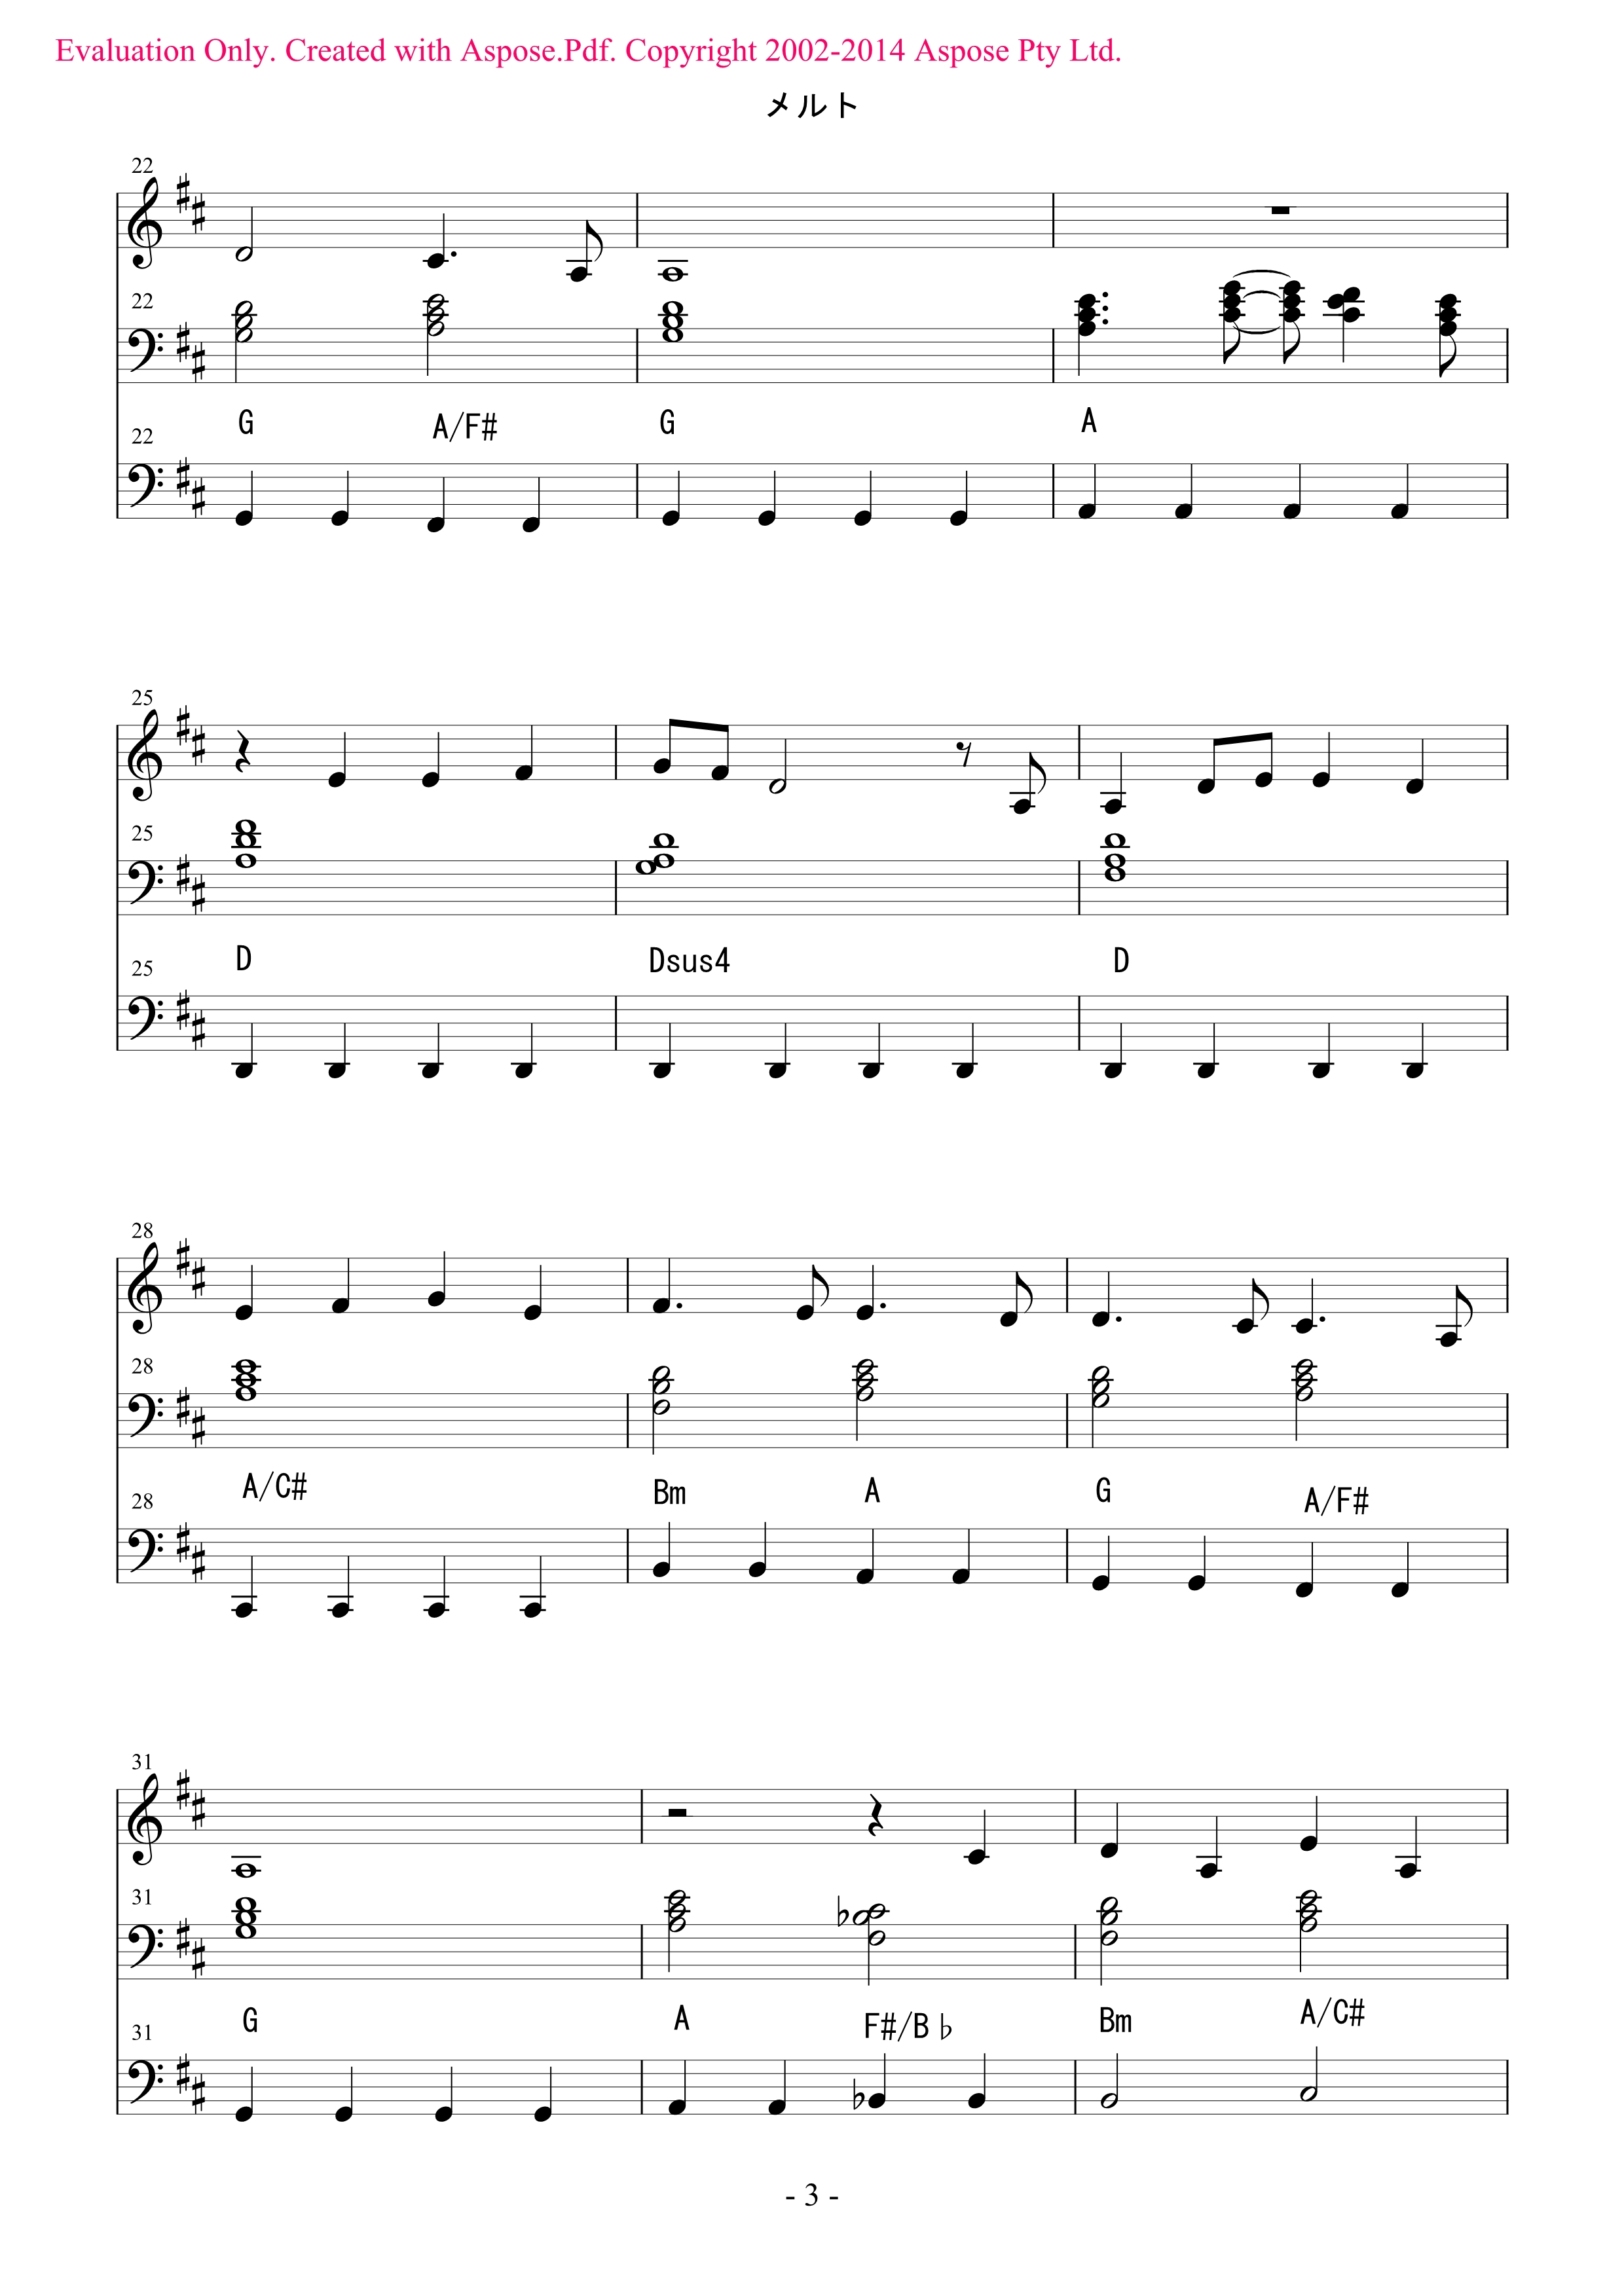 Evaluation Only. Created with Aspose.Pdf. Copyright 2002-2014 Aspose Pty Ltd.
メルト
22
22
G A/F# G A
22
25
25
D Dsus4 D
25
28
28
A/C# Bm A G A/F#
28
31
31
G A F#/B♭ Bm A/C#
31
- 3 -